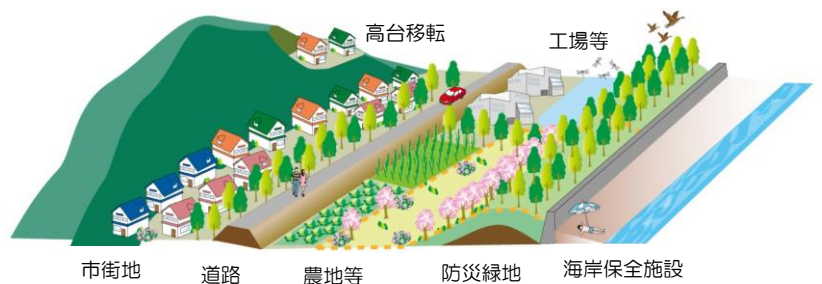 高台移転
工場等
市街地
道路
農地等
防災緑地
海岸保全施設